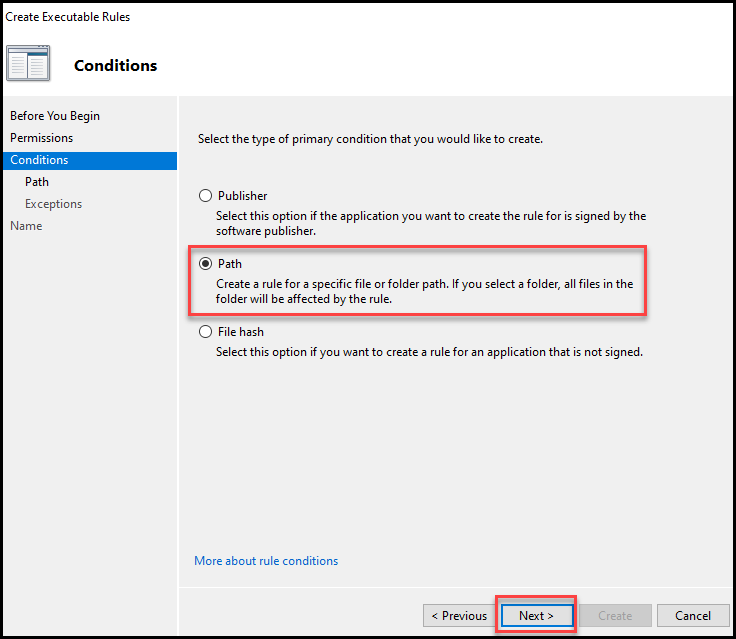 Create Executable Rules
Conditions
Before You Begin
Permissions
Conditions
Path
Exceptions
Name
Select the type of primary condition that you would like to create.
Publisher
Select this option if the application you want to create the rule for is signed by the
software publisher.
Path
Create a rule for a specific file or folder path. If you select a folder, all files in the
folder will be affected by the rule.
File hash
Select this option if you want to create a rule for an application that is not signed.
More about rule conditions
< Previous
Next >
Create
Cancel